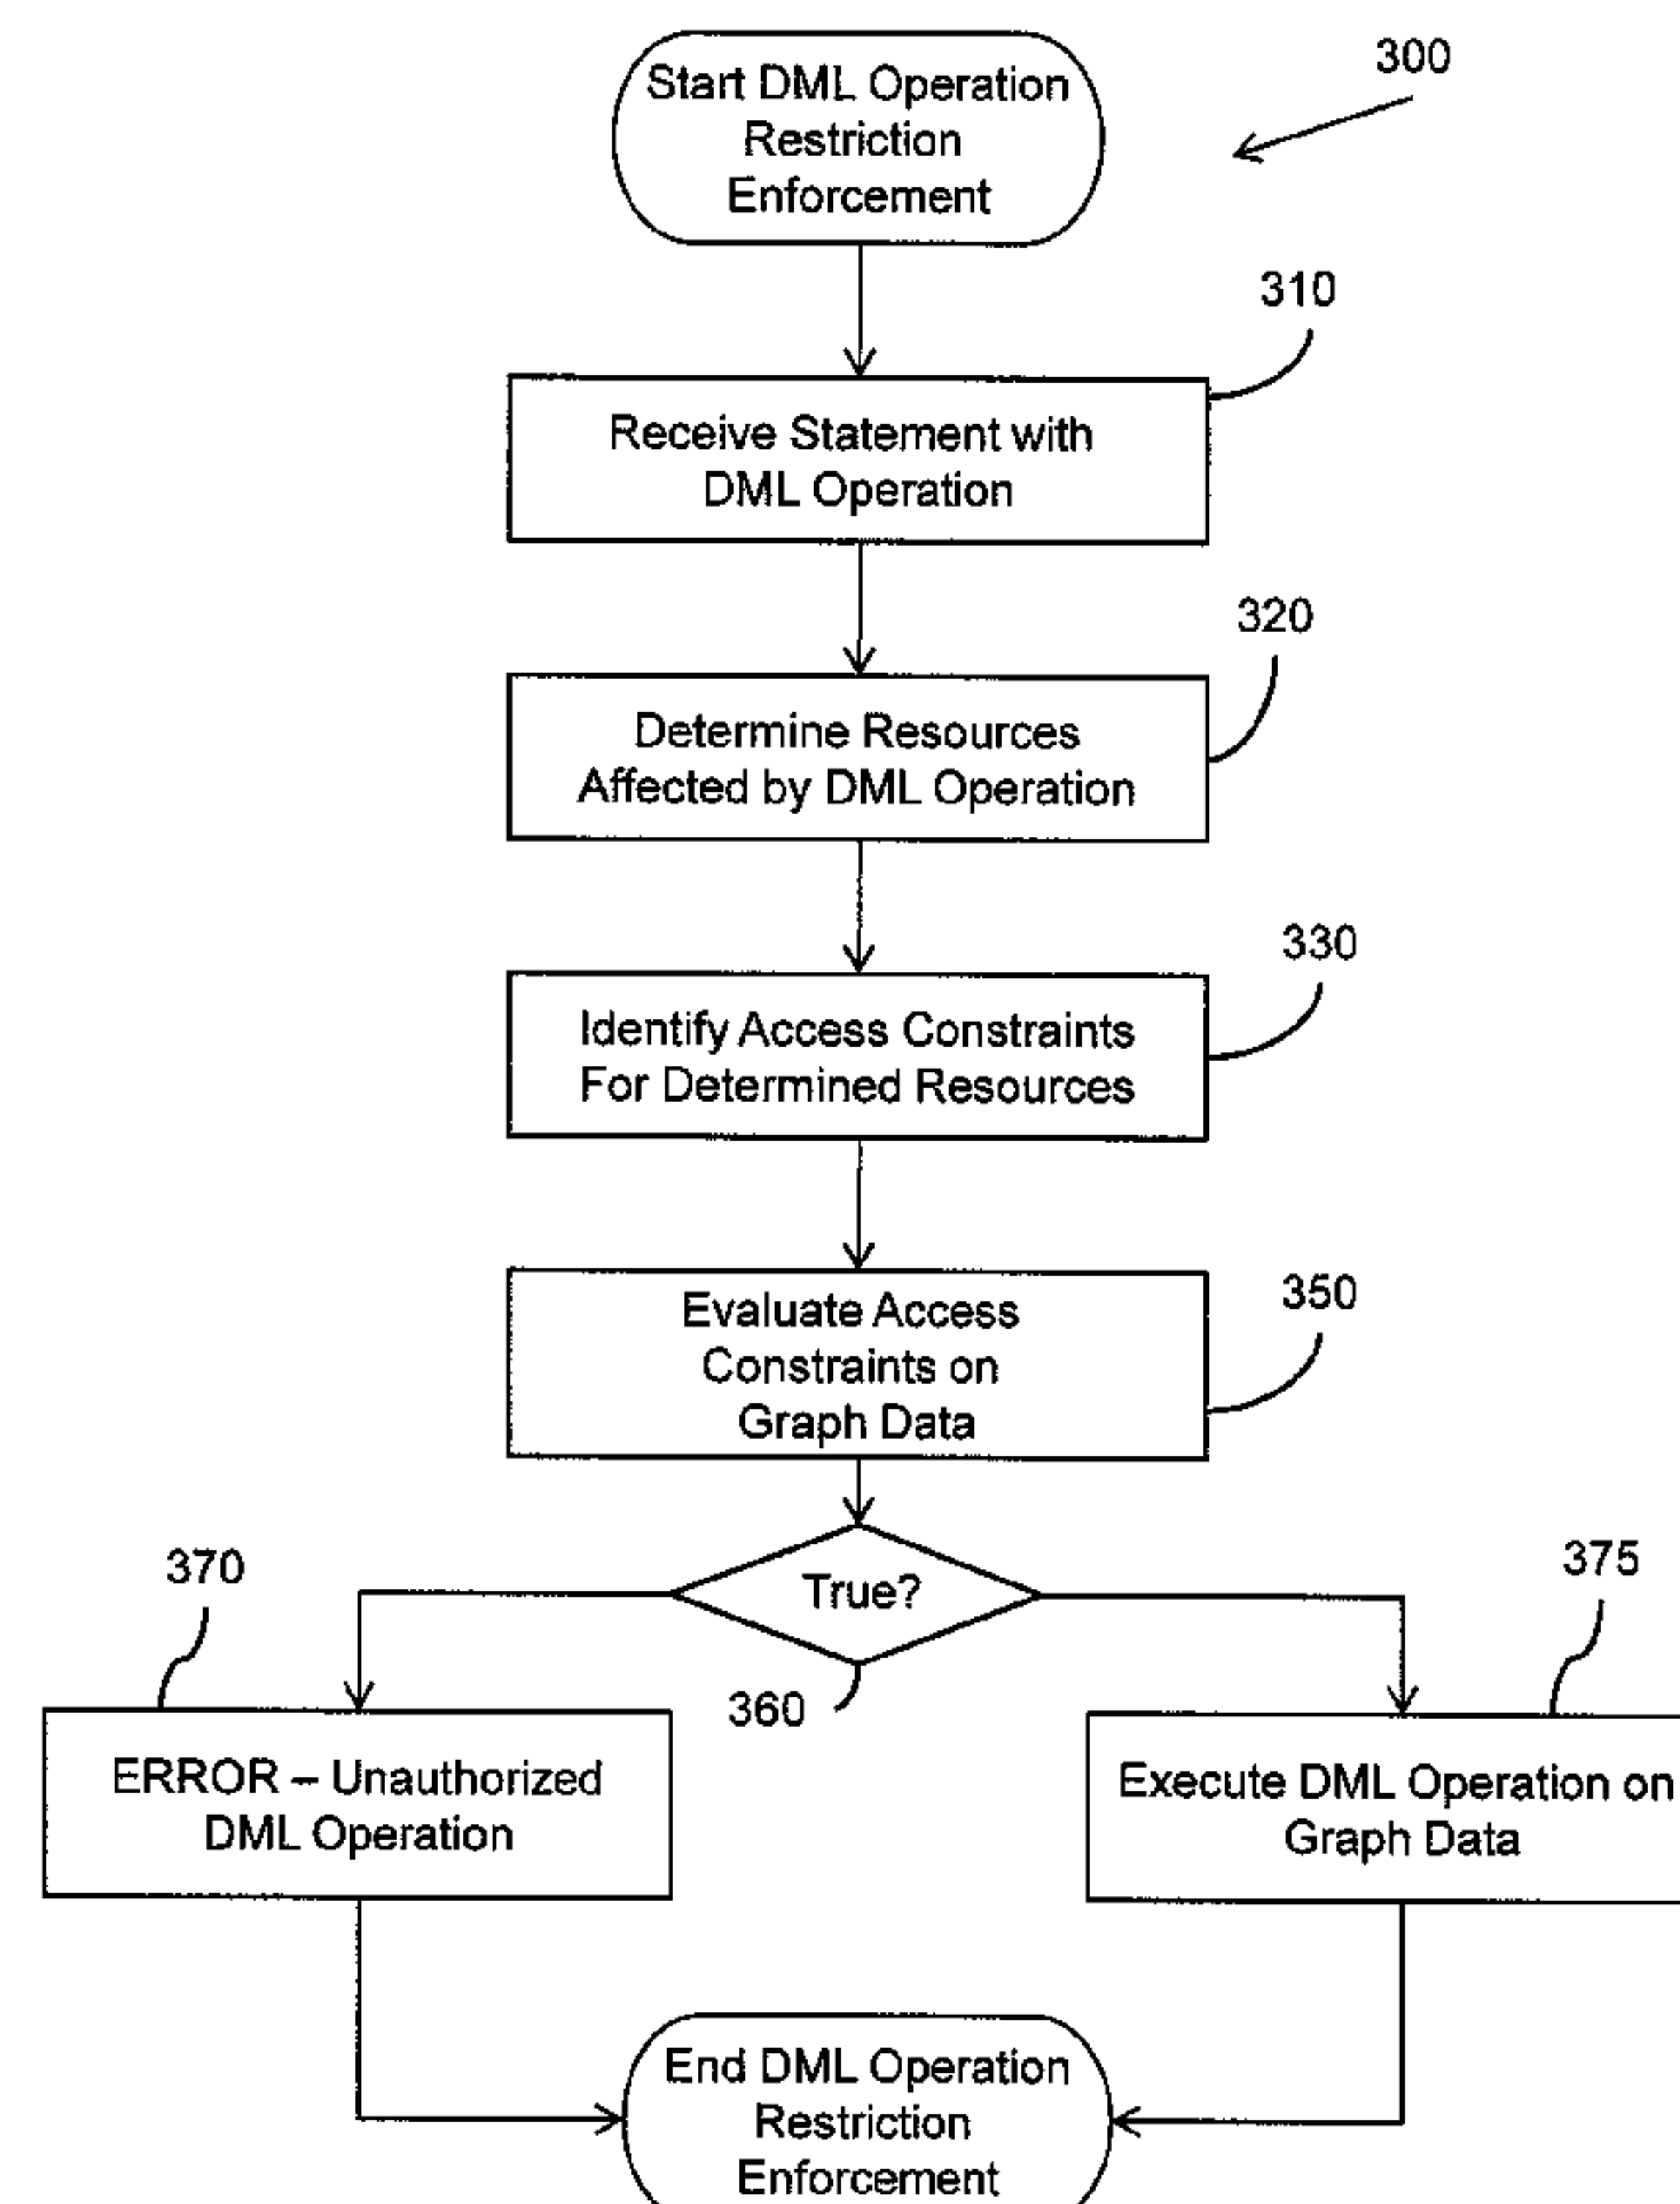 300
Start DML Operation
Restriction
Enforcement
310
Receive Statement with
DML Operation
320
Determine Resources
Affected by DML Operation
330
Identify Access Constraints
For Determined Resources
350
Evaluate Access
Constraints on
Graph Data
True?
360
370
375
ERROR – Unauthorized
DML Operation
Execute DML Operation on
Graph Data
End DML Operation
Restriction
Enforcement